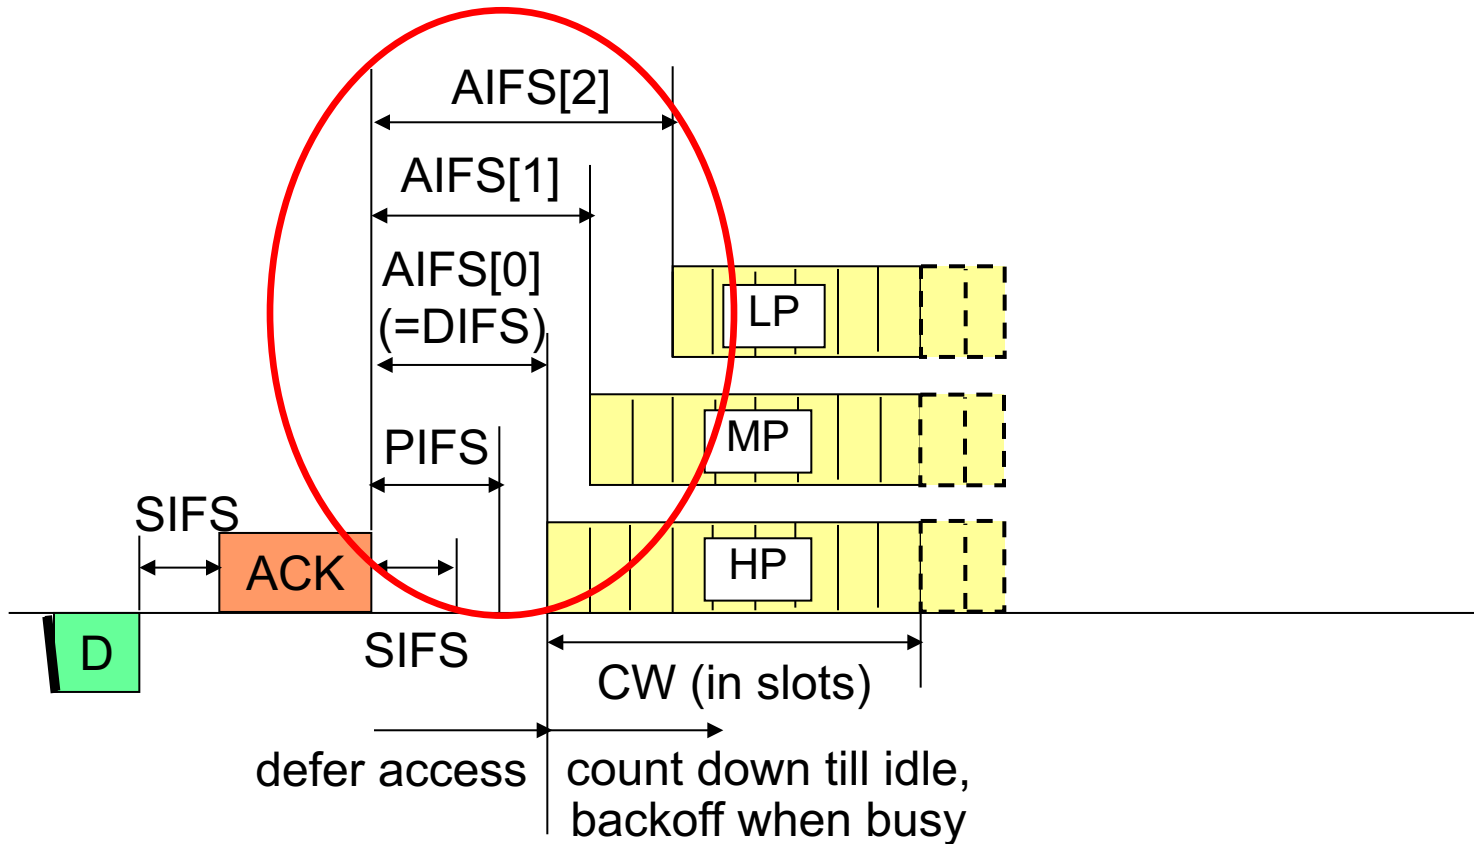 AIFS[2]
AIFS[1]
AIFS[0]
(=DIFS)
LP
PIFS
MP
SIFS
ACK
HP
D
SIFS
CW (in slots)
defer access
count down till idle,
backoff when busy